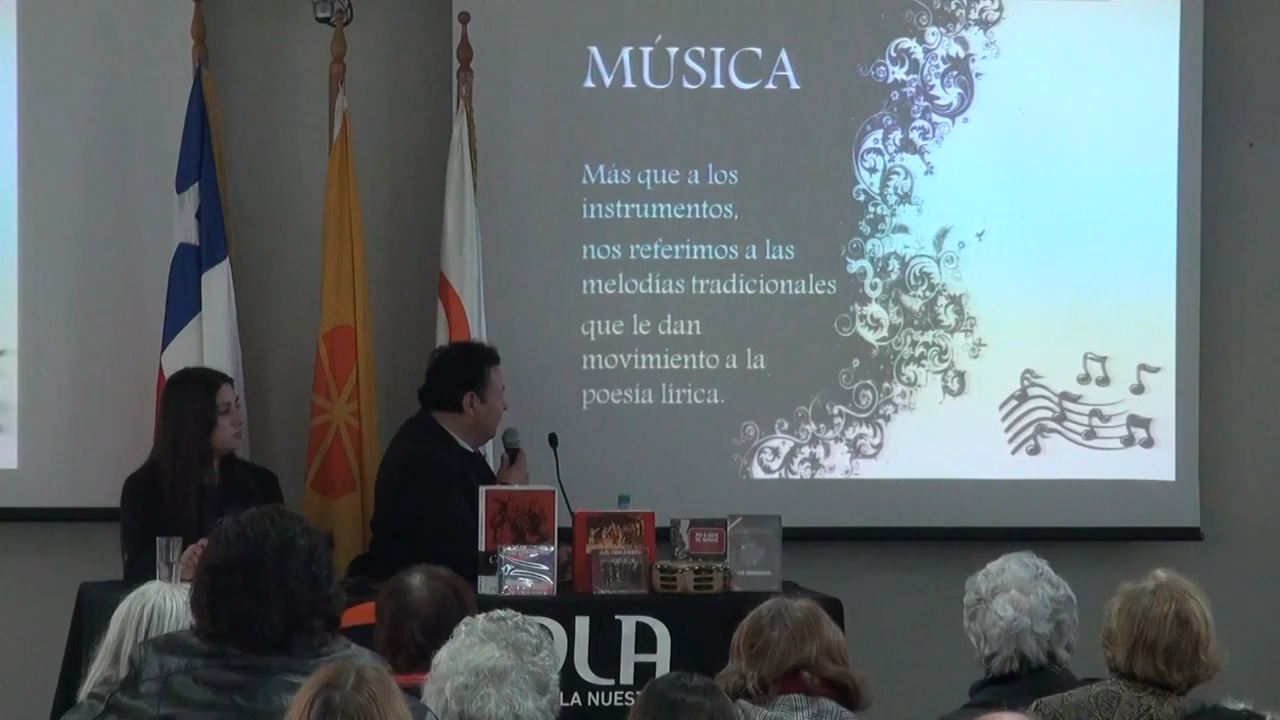 MÚSICA
Más que a los
instrumentos,
nos referimos a las
melodías tradicionales
que le dan
movimiento a la
poesía lírica.
DLA
LA NUEST